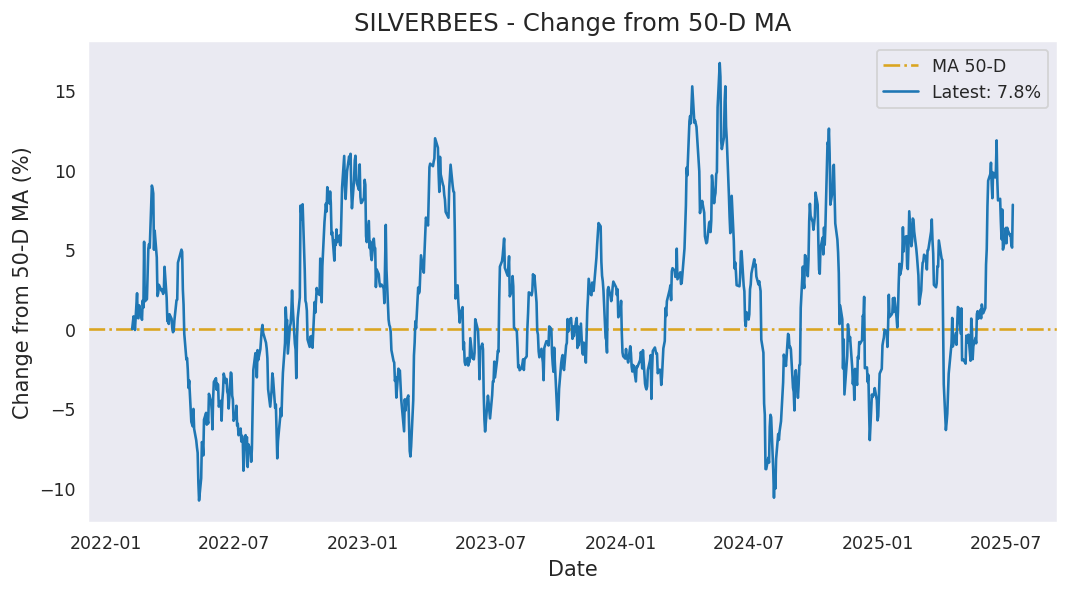 SILVERBEES - Change from 50-D MA
MA 50-D
Latest: 7.8%
Change from 50-D MA (%)
15
10
5
0
−5
−10
2022-01
2022-07
2023-01
2023-07
2024-01
2024-07
2025-01
2025-07
Date